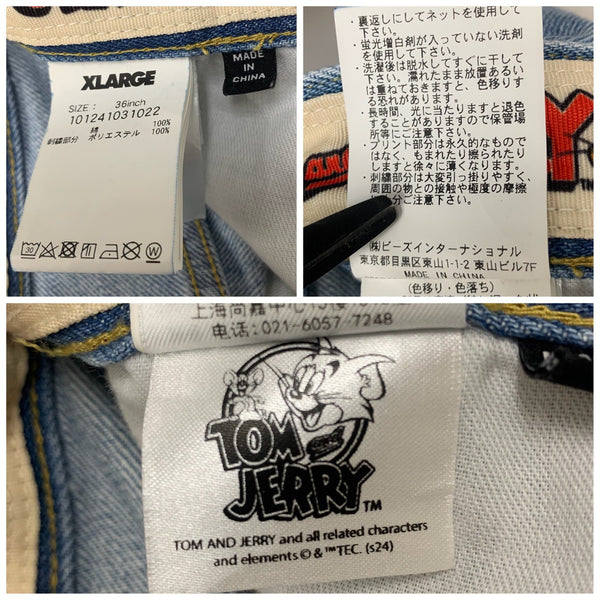 MADE IN
CHINA
XLARGE
SIZE： 36inch
101241031022
綿 100%
刺繍部分 ポリエステル 100%
30
W
裏返しにしてネットを使用して
下さい。
・蛍光増白剤が入っていない洗剤
を使用して下さい。
・洗濯後は脱水してすぐに干して
下さい。濡れたまま放置あるい
は重ねておきますと、色移りす
る恐れがあります。
・長時間、光に当たりますと退色
することがありますので保管場
所等にご注意下さい。
・プリント部分は永久的なもので
はなく、もまれたり擦られたり
しますと徐々に薄くなります。
・刺繍部分は大変引っ掛りやすく、
周囲の物との接触や極度の摩擦
ご注意下さい。
(株)ビーズインターナショナル
東京都目黒区東山1-1-2 東山ビル7F
MADE IN CHINA
(色移り・色落ち)
电话:021-6057-7248
TOM
and
JERRY™
TOM AND JERRY and all related characters
and elements © & ™TEC. (s24)